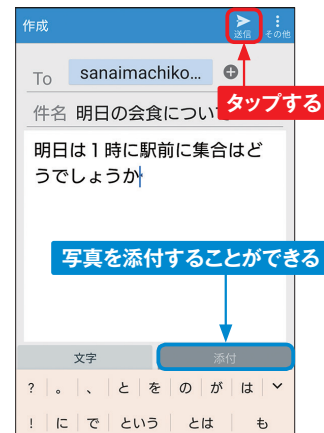 作成
送信 その他
To sanaimachiko...
タップする
件名 明日の会食につい
明日は1時に駅前に集合はど
うでしょうか
写真を添付することができる
文字 添付
? 。 、 と を の が は
! に で という とは も